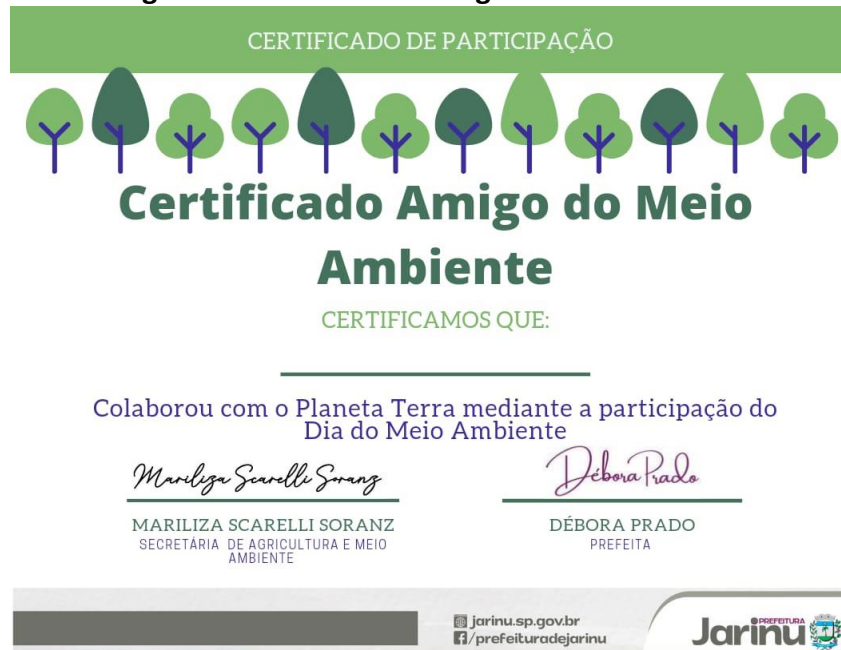 CERTIFICADO DE PARTICIPAÇÃO
Certificado Amigo do Meio
Ambiente
CERTIFICAMOS QUE:
Colaborou com o Planeta Terra mediante a participação do
Dia do Meio Ambiente
Mariliza Scarelli Soranz
Débora Prado
MARILIZA SCARELLI SORANZ
SECRETÁRIA DE AGRICULTURA E MEIO
AMBIENTE
DÉBORA PRADO
PREFEITA
jarinu.sp.gov.br
/prefeituradejarinu
PREFEITURA
Jarinu